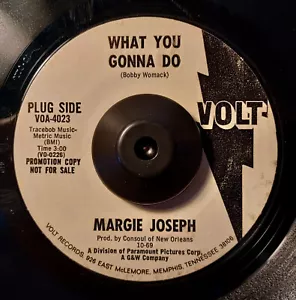 WHAT YOU
GONNA DO
(Bobby Womack)
PLUG SIDE
VOA-4023
Tracebob Music-
Metric Music
(BMI)
Time 3:00
(VO-0226)
PROMOTION COPY
NOT FOR SALE
VOLT
MARGIE JOSEPH
Prod. by Consoul of New Orleans
10-69
A Division of Paramount Pictures Corp.
A G&W Company
VOLT RECORDS, 926 EAST McLEMORE, MEMPHIS, TENNESSEE 38106